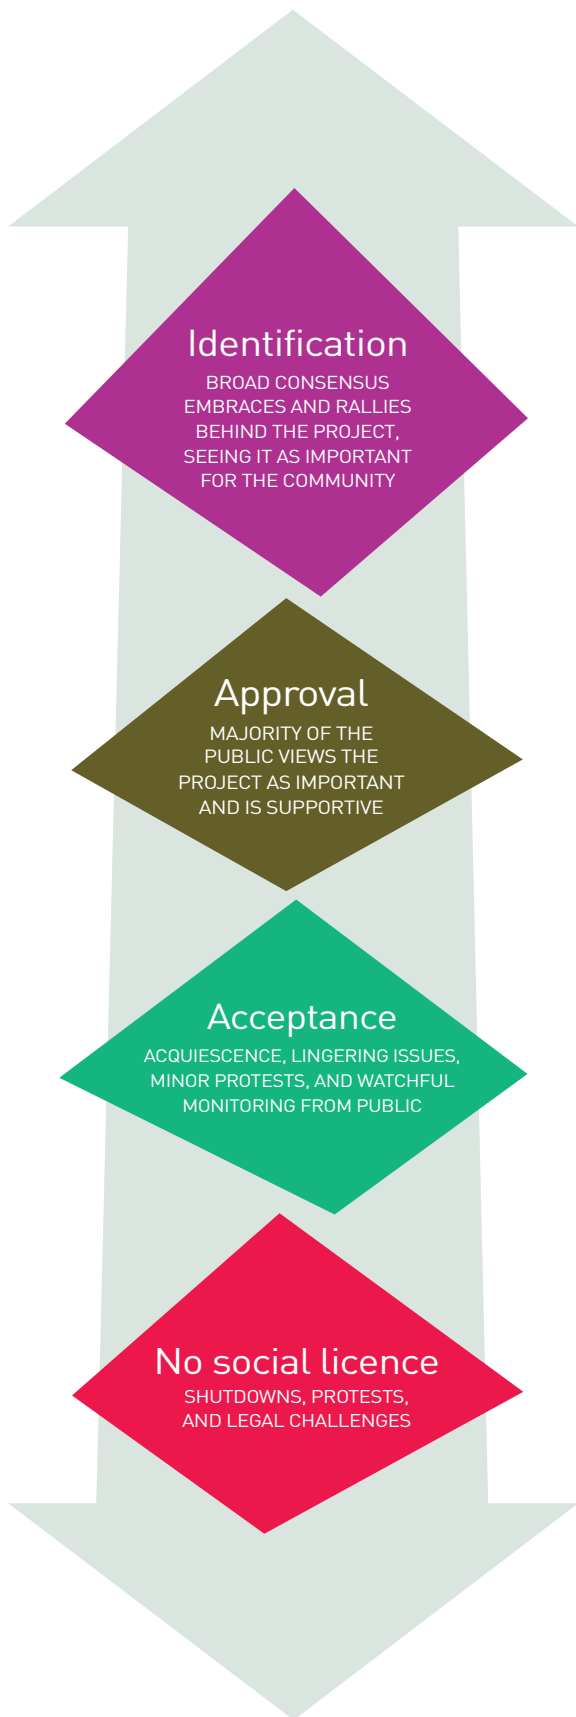 Identification
BROAD CONSENSUS
EMBRACES AND RALLIES
BEHIND THE PROJECT,
SEEING IT AS IMPORTANT
FOR THE COMMUNITY
Approval
MAJORITY OF THE
PUBLIC VIEWS THE
PROJECT AS IMPORTANT
AND IS SUPPORTIVE
Acceptance
ACQUIESCENCE, LINGERING ISSUES,
MINOR PROTESTS, AND WATCHFUL
MONITORING FROM PUBLIC
No social licence
SHUTDOWNS, PROTESTS,
AND LEGAL CHALLENGES